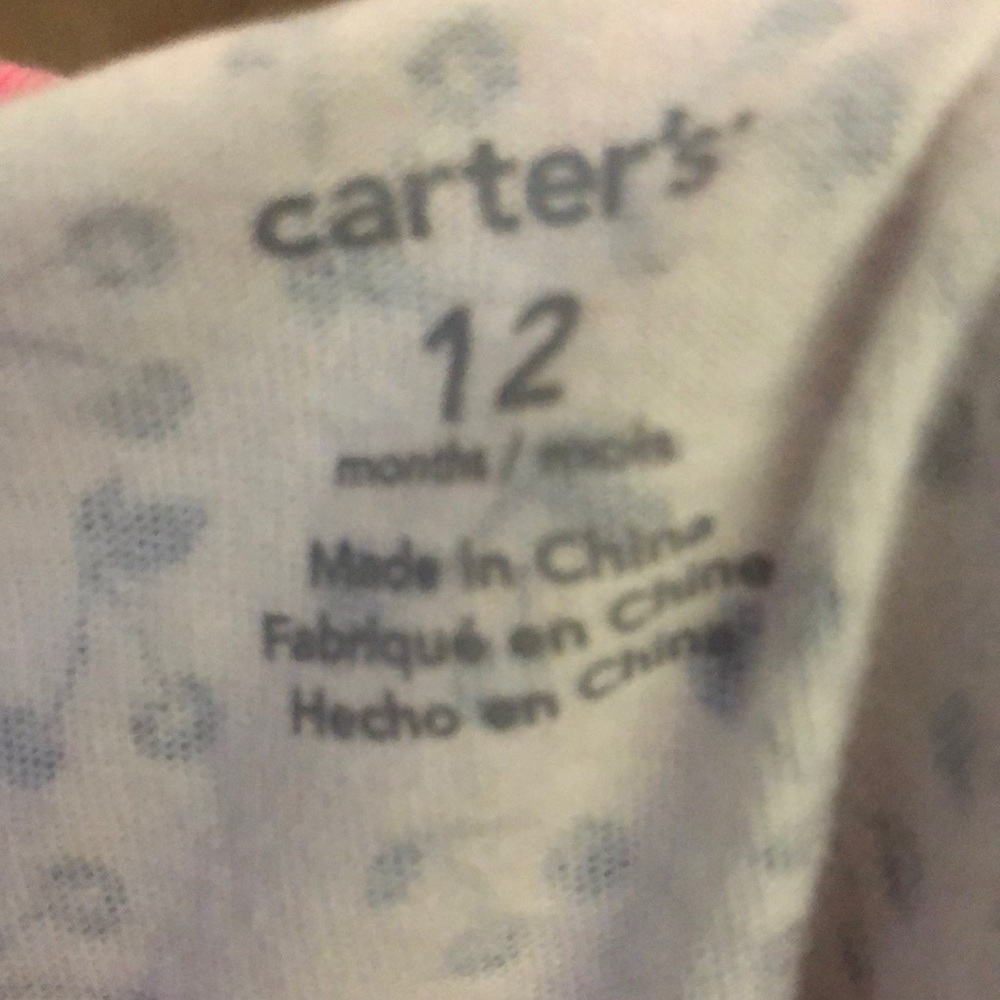 carter's
12
months / mois
Made in China
Fabriqué en Chine
Hecho en China